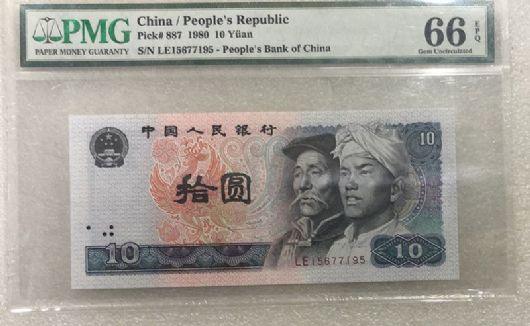 PMG
PAPER MONEY GUARANTY
China / People's Republic
Pick# 887 1980 10 Yüan
S/N LE15677195 - People's Bank of China
66 EPQ
Gem Uncirculated
中国人民银行
10
拾圆
10
10
LE15677195